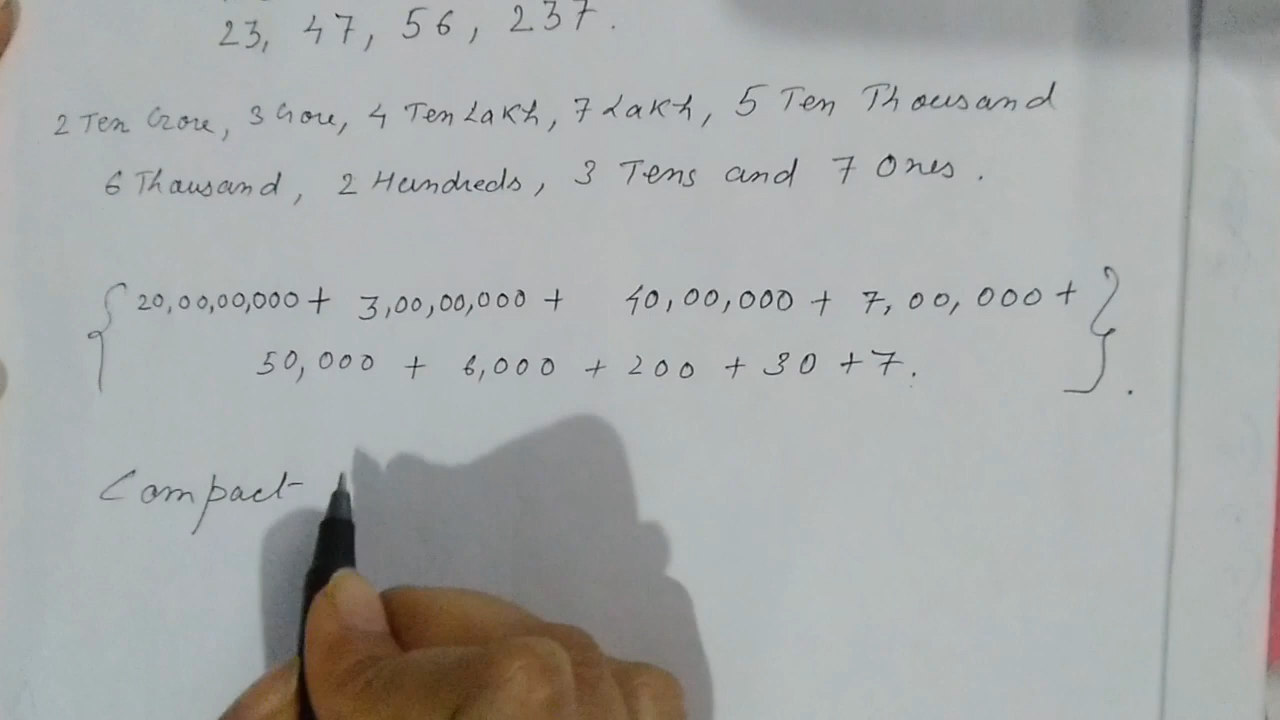 23, 47, 56, 237.
2 Ten Crore, 3 Crore, 4 Ten Lakh, 7 Lakh, 5 Ten Thousand
6 Thousand, 2 Hundreds, 3 Tens and 7 Ones.
{20,00,00,000 + 3,00,00,000 + 40,00,000 + 7,00,000 +
50,000 + 6,000 + 200 + 30 + 7.}.
Compact